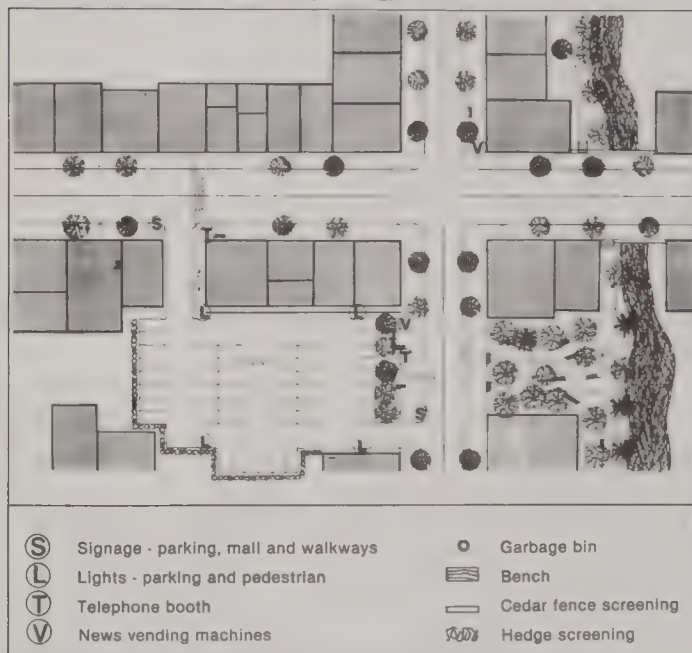 S
V
S
L
L
L
V
T
S
L
L
S Signage - parking, mall and walkways
L Lights - parking and pedestrian
T Telephone booth
V News vending machines
Garbage bin
Bench
Cedar fence screening
Hedge screening